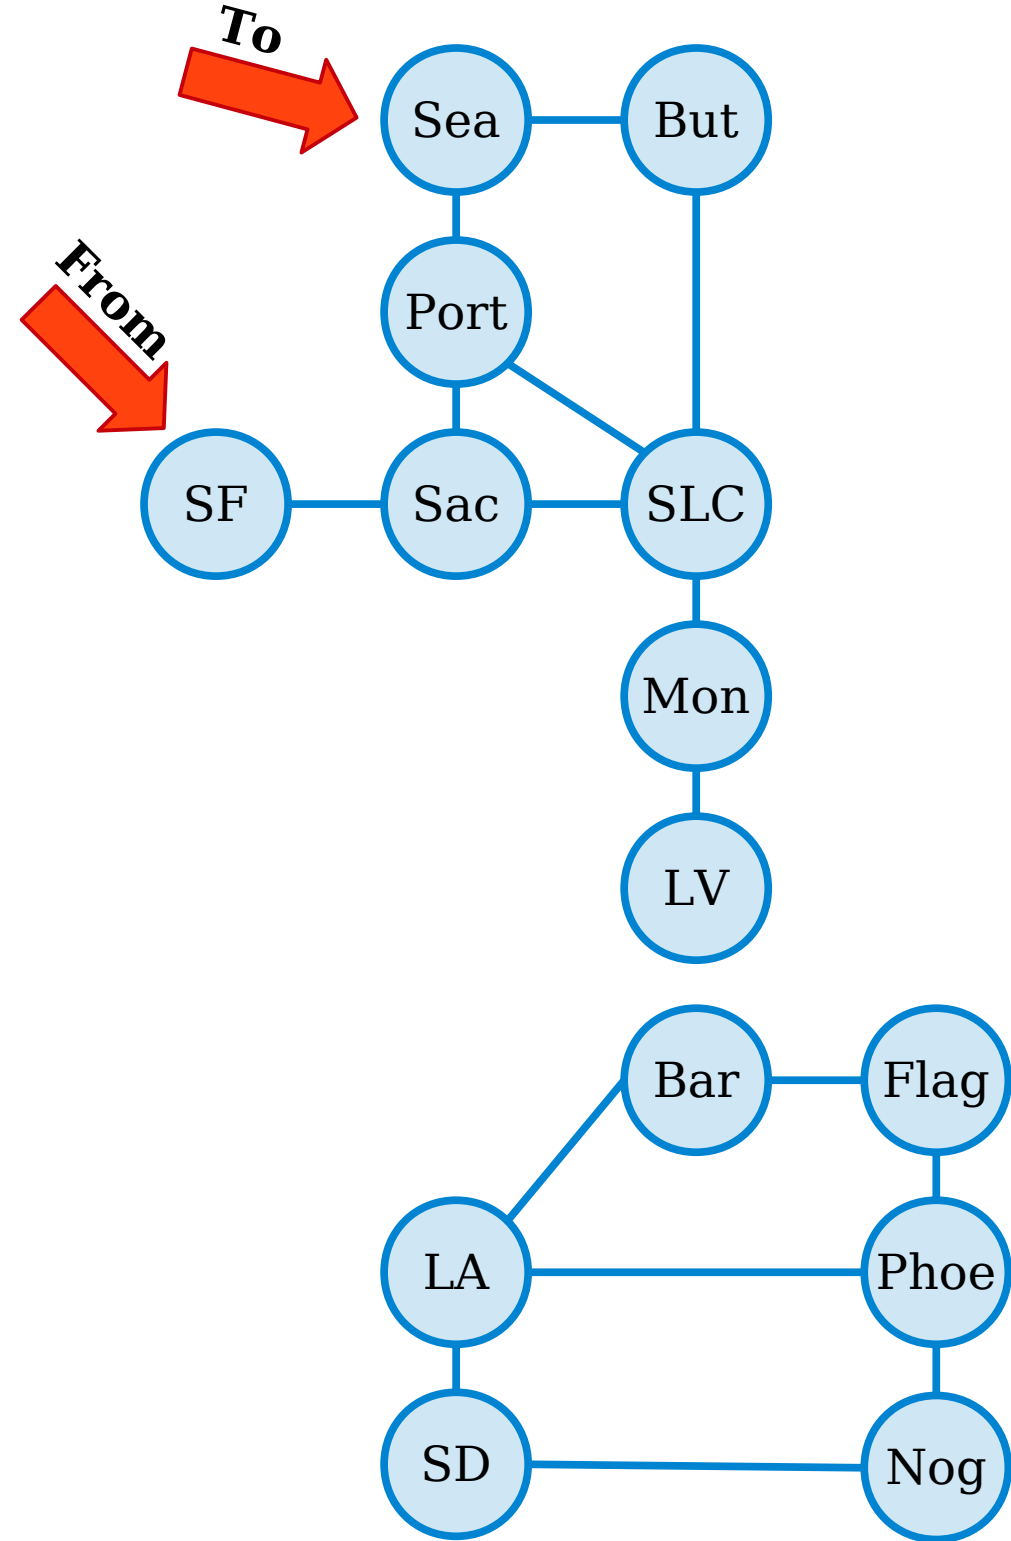 To
Sea
But
From
Port
SF
Sac
SLC
Mon
LV
Bar
Flag
LA
Phoe
SD
Nog